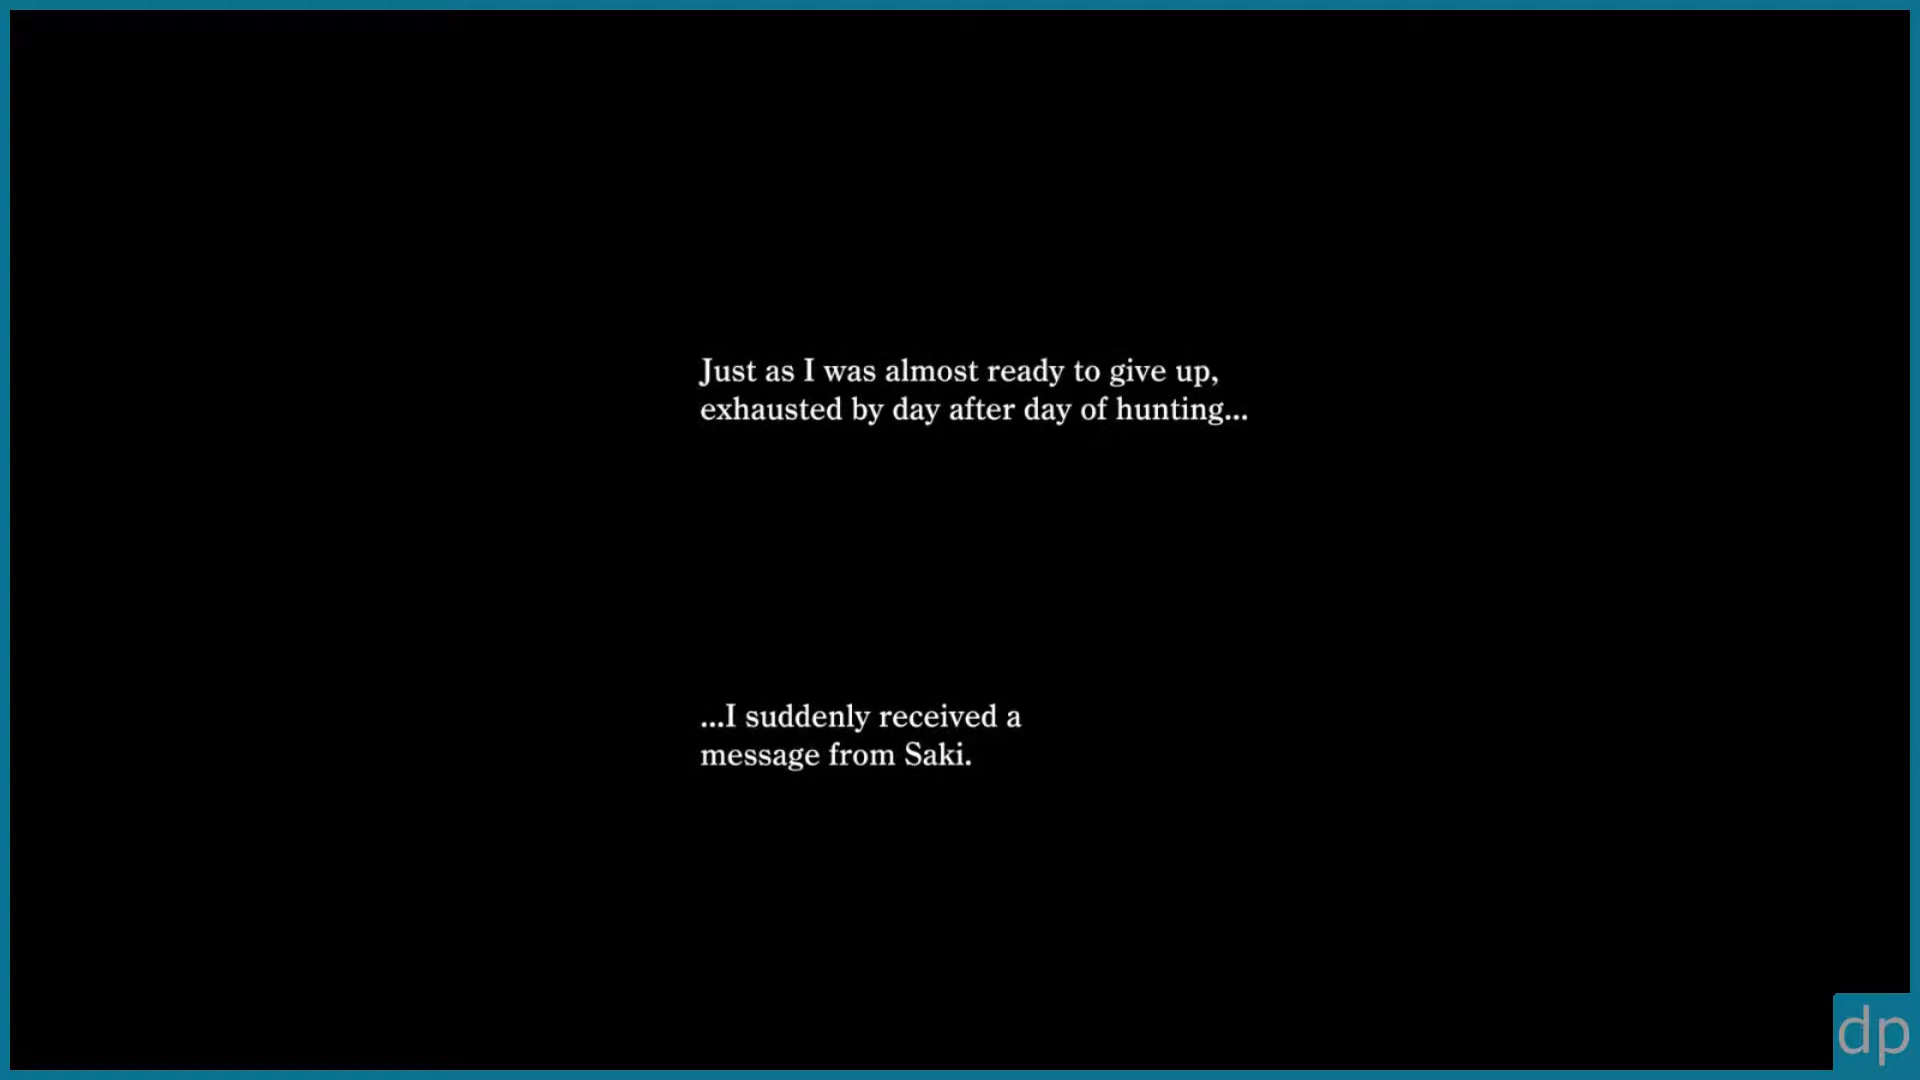 Just as I was almost ready to give up,
exhausted by day after day of hunting...
...I suddenly received a
message from Saki.
dp